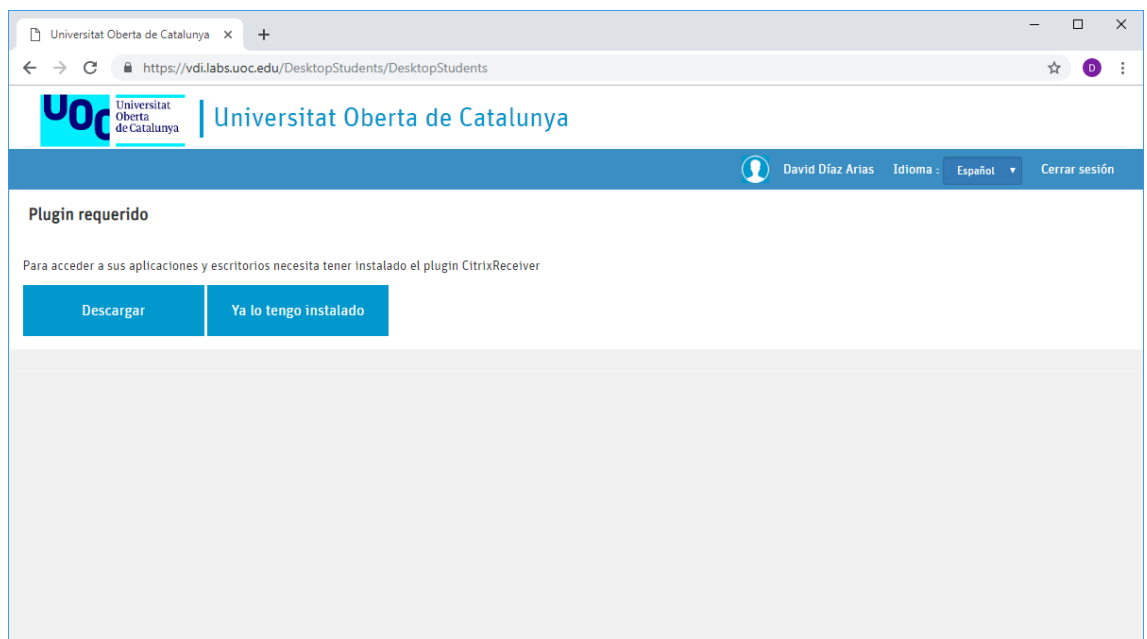 Universitat Oberta de Catalunya
https://vdi.labs.uoc.edu/DesktopStudents/DesktopStudents
D
UOC
Universitat
Oberta
de Catalunya
Universitat Oberta de Catalunya
David Díaz Arias Idioma : Español Cerrar sesión
Plugin requerido
Para acceder a sus aplicaciones y escritorios necesita tener instalado el plugin CitrixReceiver
Descargar Ya lo tengo instalado